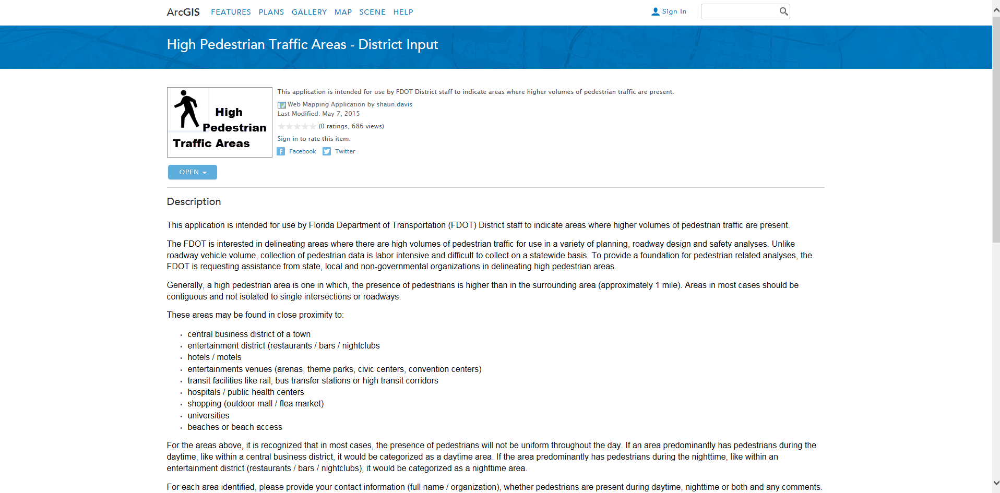 ArcGIS FEATURES PLANS GALLERY MAP SCENE HELP Sign In
High Pedestrian Traffic Areas - District Input
High
Pedestrian
Traffic Areas
This application is intended for use by FDOT District staff to indicate areas where higher volumes of pedestrian traffic are present.
Web Mapping Application by shaun.davis
Last Modified: May 7, 2015
(0 ratings, 686 views)
Sign in to rate this item.
Facebook Twitter
OPEN
Description
This application is intended for use by Florida Department of Transportation (FDOT) District staff to indicate areas where higher volumes of pedestrian traffic are present.
The FDOT is interested in delineating areas where there are high volumes of pedestrian traffic for use in a variety of planning, roadway design and safety analyses. Unlike
roadway vehicle volume, collection of pedestrian data is labor intensive and difficult to collect on a statewide basis. To provide a foundation for pedestrian related analyses, the
FDOT is requesting assistance from state, local and non-governmental organizations in delineating high pedestrian areas.
Generally, a high pedestrian area is one in which, the presence of pedestrians is higher than in the surrounding area (approximately 1 mile). Areas in most cases should be
contiguous and not isolated to single intersections or roadways.
These areas may be found in close proximity to:
• central business district of a town
• entertainment district (restaurants / bars / nightclubs
• hotels / motels
• entertainments venues (arenas, theme parks, civic centers, convention centers)
• transit facilities like rail, bus transfer stations or high transit corridors
• hospitals / public health centers
• shopping (outdoor mall / flea market)
• universities
• beaches or beach access
For the areas above, it is recognized that in most cases, the presence of pedestrians will not be uniform throughout the day. If an area predominantly has pedestrians during the
daytime, like within a central business district, it would be categorized as a daytime area. If the area predominantly has pedestrians during the nighttime, like within an
entertainment district (restaurants / bars / nightclubs), it would be categorized as a nighttime area.
For each area identified, please provide your contact information (full name / organization), whether pedestrians are present during daytime, nighttime or both and any comments.